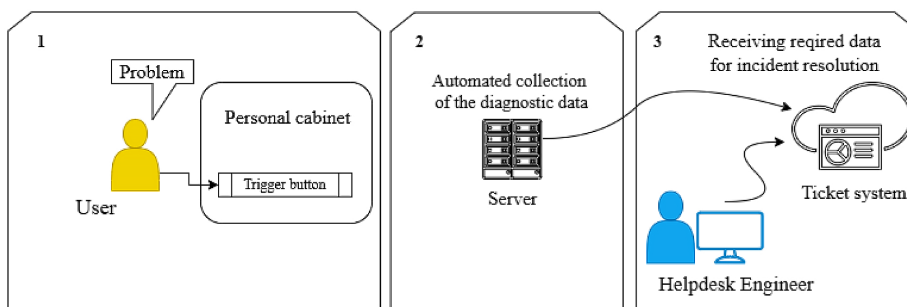 1
Problem
Personal cabinet
Trigger button
User
2
Automated collection
of the diagnostic data
Server
3
Receiving reqired data
for incident resolution
Ticket system
Helpdesk Engineer